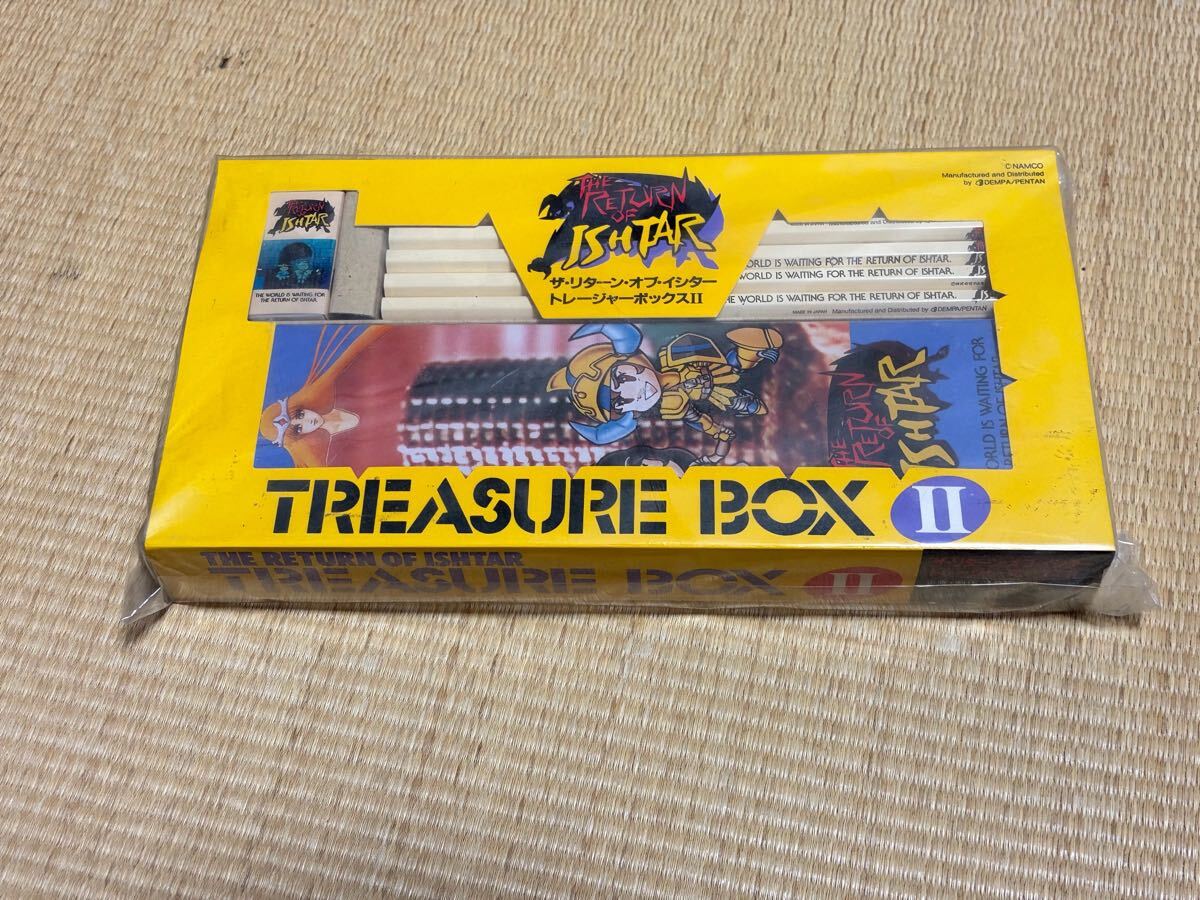 ©NAMCO
Manufactured and Distributed
by DEMPA/PENTAN
THE
RETURN
OF
ISHTAR
ザ・リターン・オブ・イシター
トレージャーボックスII
THE
RETURN
OF
ISHTAR
THE WORLD IS WAITING FOR
THE RETURN OF ISHTAR.
WORLD IS WAITING FOR THE RETURN OF ISHTAR.
WORLD IS WAITING FOR THE RETURN OF ISHTAR.
THE WORLD IS WAITING FOR THE RETURN OF ISHTAR.
MADE IN JAPAN Manufactured and Distributed by DEMPA/PENTAN
THE
RETURN
OF
ISHTAR
WORLD IS WAITING FOR
RETURN OF ISHTAR
TREASURE BOX II
THE RETURN OF ISHTAR
TREASURE BOX II